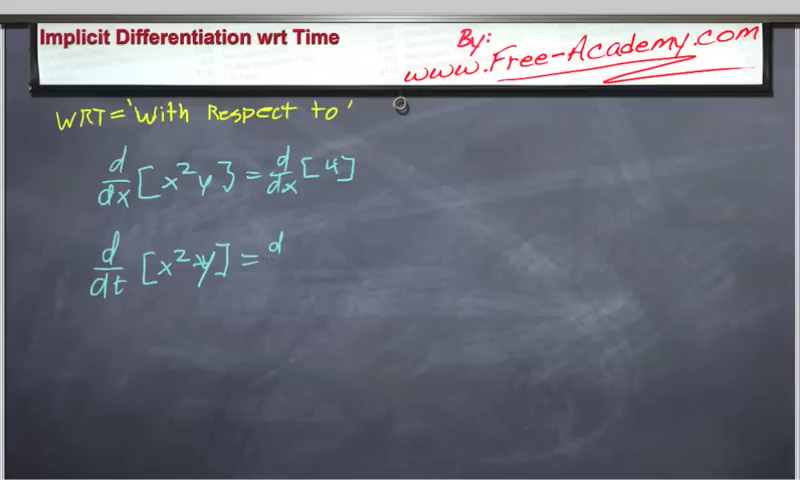 Implicit Differentiation wrt Time
By:
www.Free-Academy.com
WRT = 'With Respect to'
d/dx [x²y] = d/dx [4]
d/dt [x²y] = d